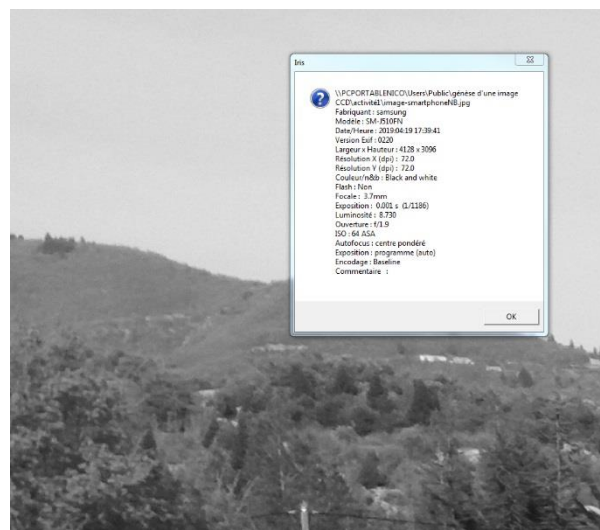 Iris
\\PCPORTABLENICO\Users\Public\génèse d'une image
CCD\activité1\image-smartphoneNB.jpg
Fabriquant : samsung
Modèle : SM-J510FN
Date/Heure : 2019:04:19 17:39:41
Version Exif : 0220
Largeur x Hauteur : 4128 x 3096
Résolution X (dpi) : 72.0
Résolution Y (dpi) : 72.0
Couleur/n&b : Black and white
Flash : Non
Focale : 3.7mm
Exposition : 0.001 s (1/1186)
Luminosité : 8.730
Ouverture : f/1.9
ISO : 64 ASA
Autofocus : centre pondéré
Exposition : programme (auto)
Encodage : Baseline
Commentaire :
OK